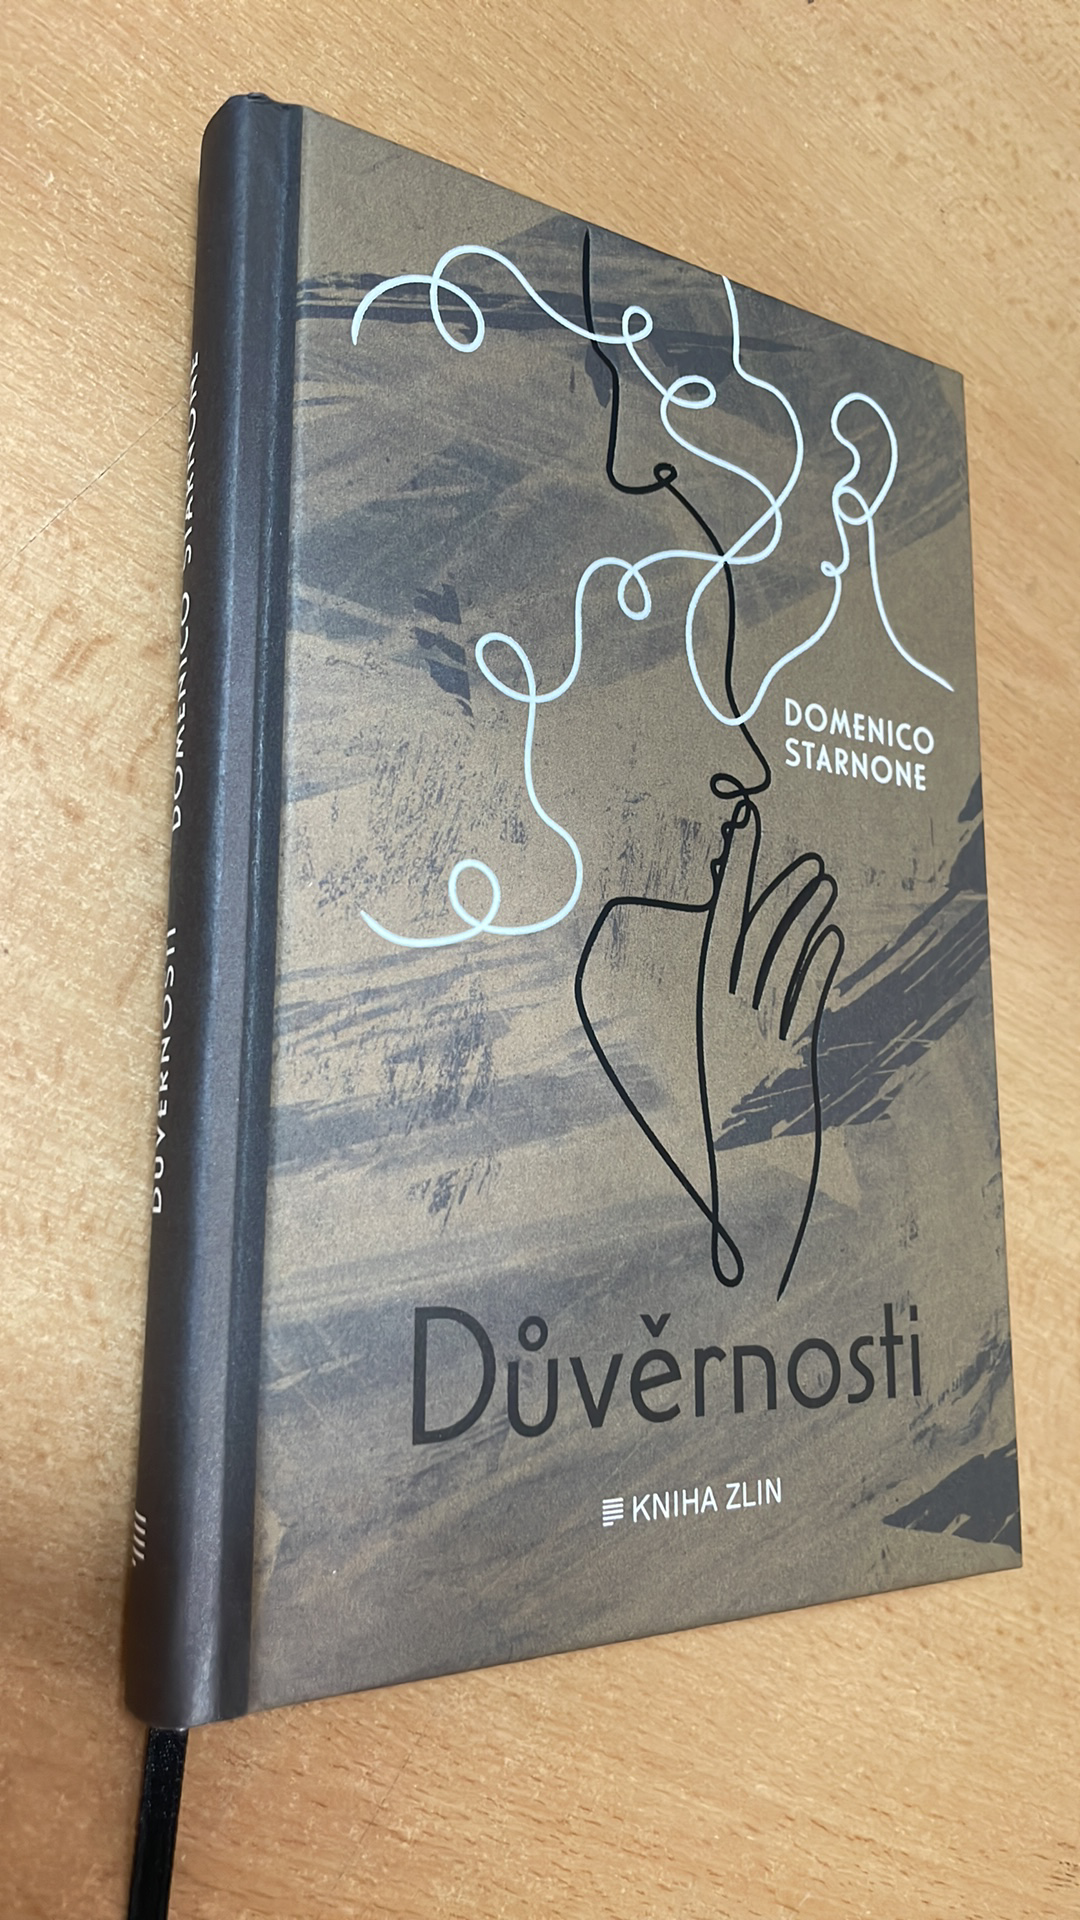 DOMENICO
STARNONE
Důvěrnosti
KNIHA ZLIN
DŮVĚRNOSTI DOMENICO STARNONE